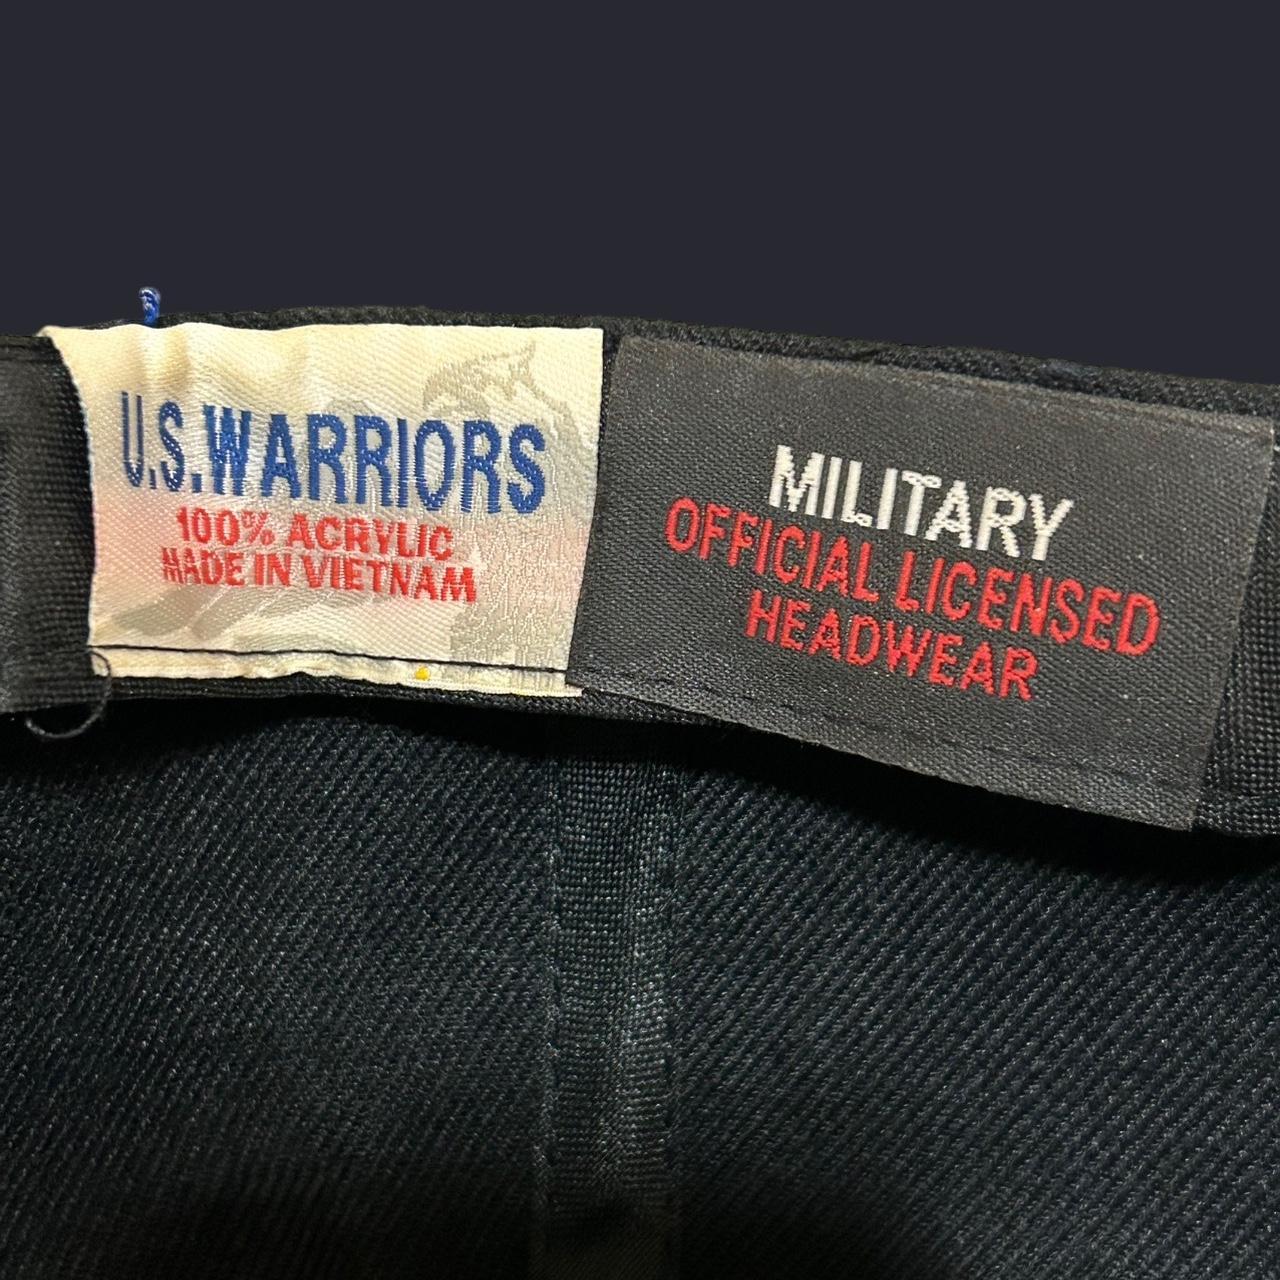 U.S.WARRIORS
100% ACRYLIC
MADE IN VIETNAM
MILITARY
OFFICIAL LICENSED
HEADWEAR